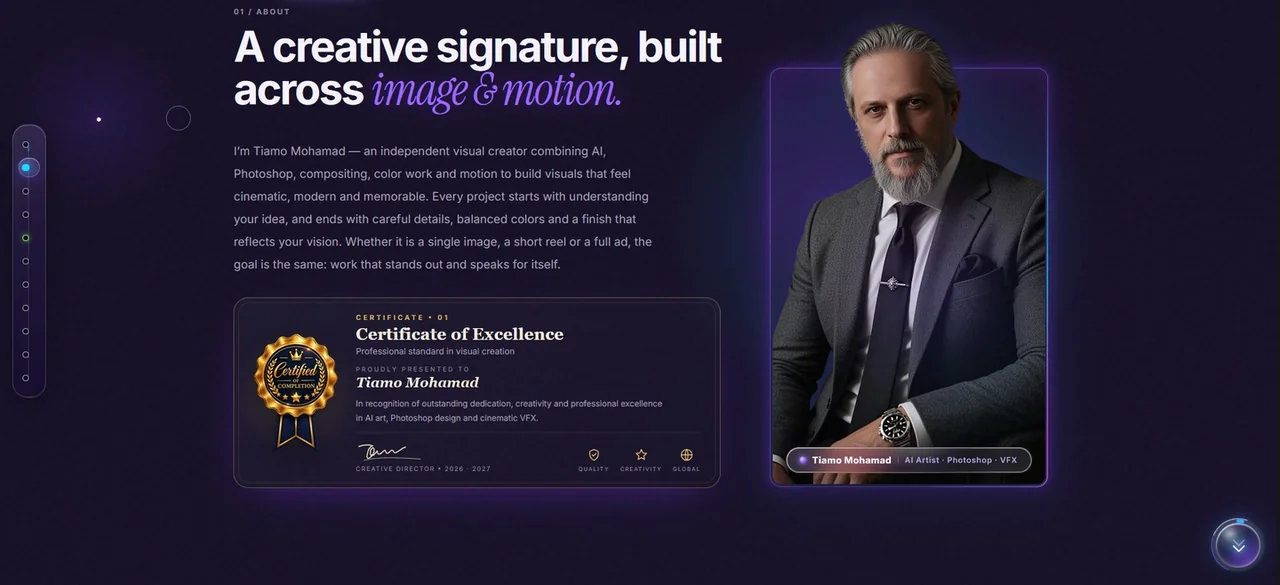 01 / ABOUT
A creative signature, built
across image & motion.
I'm Tiamo Mohamad — an independent visual creator combining AI,
Photoshop, compositing, color work and motion to build visuals that feel
cinematic, modern and memorable. Every project starts with understanding
your idea, and ends with careful details, balanced colors and a finish that
reflects your vision. Whether it is a single image, a short reel or a full ad, the
goal is the same: work that stands out and speaks for itself.
CERTIFICATE • 01
Certificate of Excellence
Professional standard in visual creation
PROUDLY PRESENTED TO
Tiamo Mohamad
In recognition of outstanding dedication, creativity and professional excellence
in AI art, Photoshop design and cinematic VFX.
Certified
OF
COMPLETION
CREATIVE DIRECTOR • 2026 - 2027
QUALITY
CREATIVITY
GLOBAL
Tiamo Mohamad | AI Artist · Photoshop · VFX